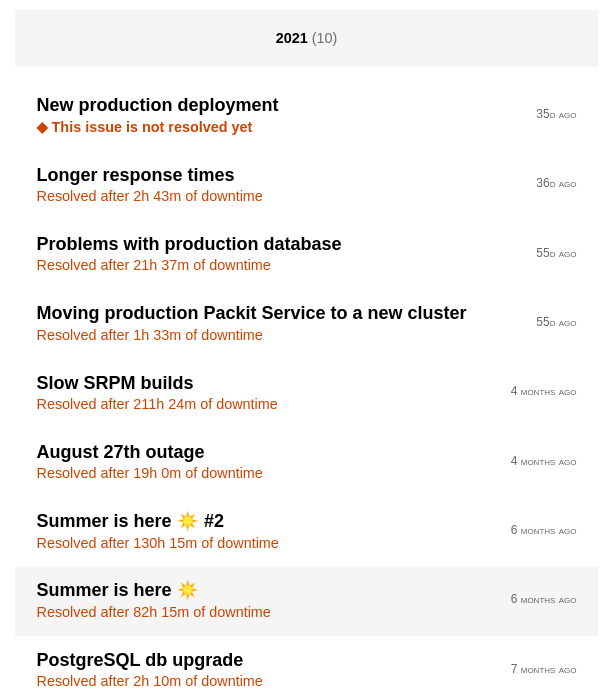 2021 (10)
New production deployment
◆ This issue is not resolved yet
35D AGO
Longer response times
Resolved after 2h 43m of downtime
36D AGO
Problems with production database
Resolved after 21h 37m of downtime
55D AGO
Moving production Packit Service to a new cluster
Resolved after 1h 33m of downtime
55D AGO
Slow SRPM builds
Resolved after 211h 24m of downtime
4 MONTHS AGO
August 27th outage
Resolved after 19h 0m of downtime
4 MONTHS AGO
Summer is here ☀️ #2
Resolved after 130h 15m of downtime
6 MONTHS AGO
Summer is here ☀️
Resolved after 82h 15m of downtime
6 MONTHS AGO
PostgreSQL db upgrade
Resolved after 2h 10m of downtime
7 MONTHS AGO